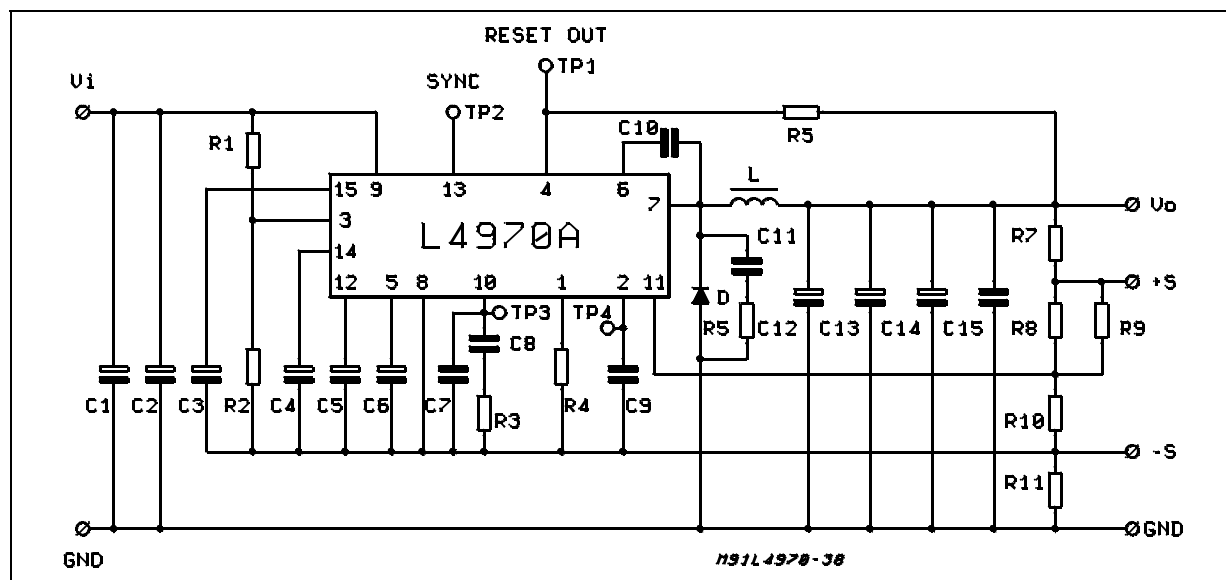 RESET OUT
TP1
Vi
SYNC
TP2
R1
C10
R5
L
15
9
13
4
6
7
3
14
L4970A
12
5
8
10
1
2
11
Vo
R7
C11
+S
TP3
TP4
D
R5
C12
C13
C14
C15
R8
R9
C8
C1
C2
C3
R2
C4
C5
C6
C7
R3
R4
C9
R10
-S
R11
GND
GND
M91L4970-38